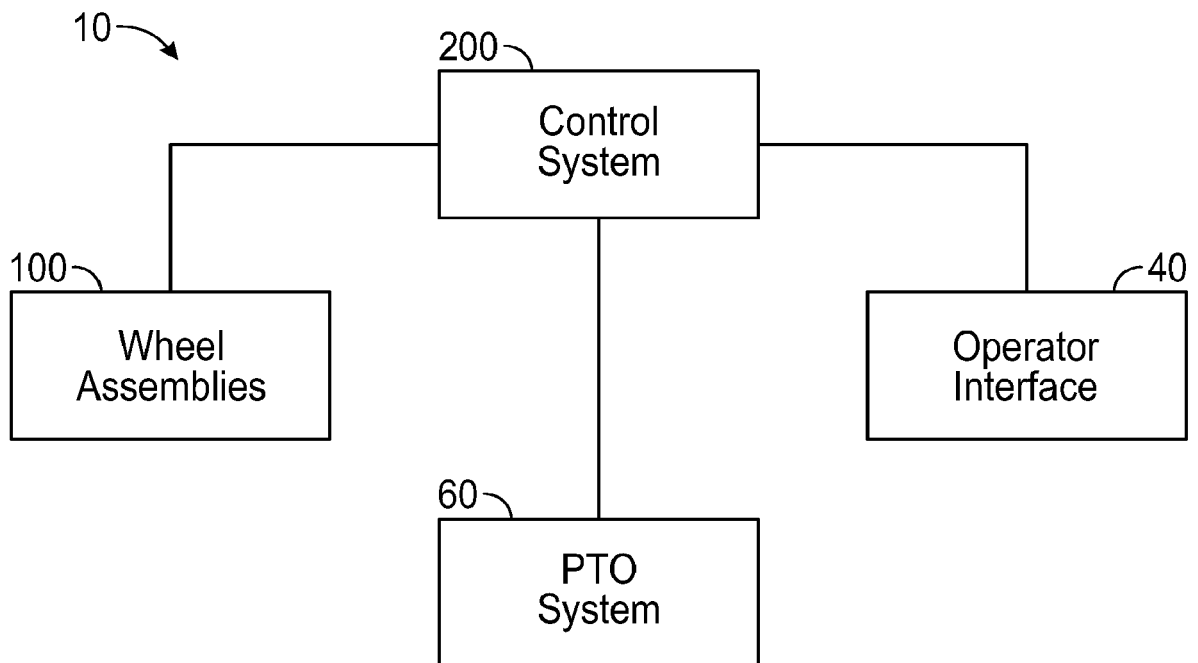 10
200
Control
System
100
Wheel
Assemblies
40
Operator
Interface
60
PTO
System